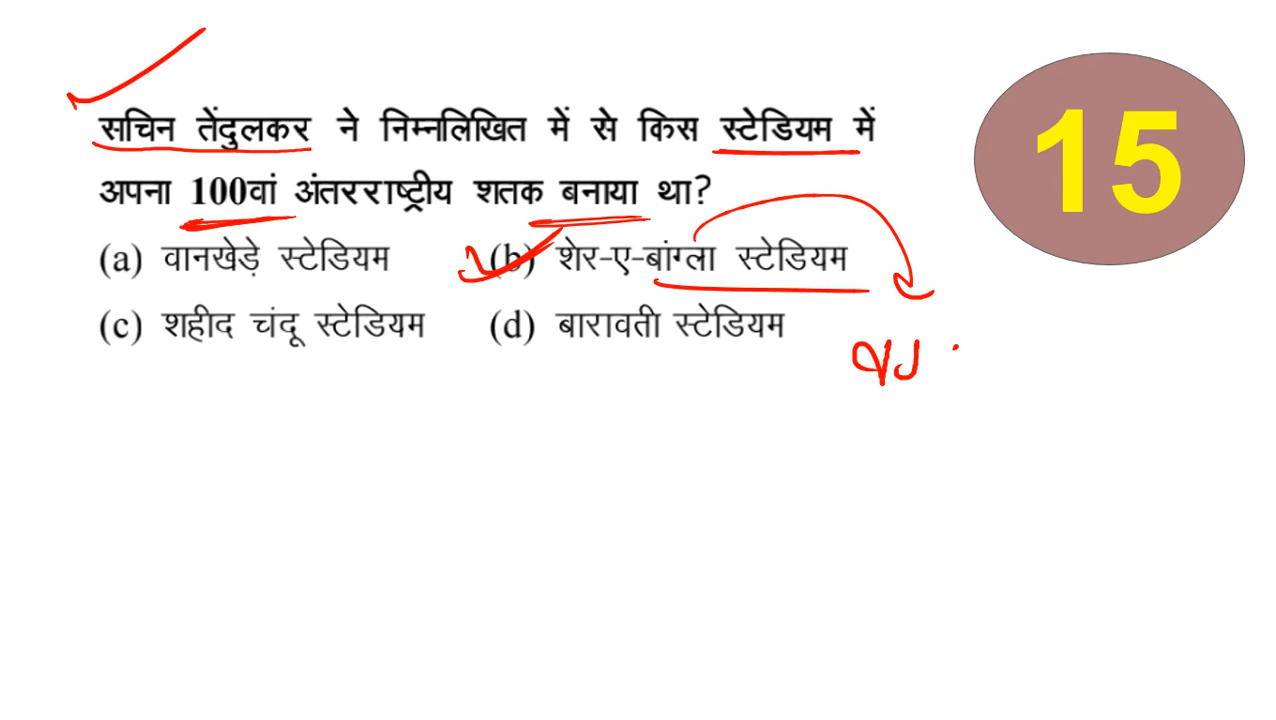 सचिन तेंदुलकर ने निम्नलिखित में से किस स्टेडियम में
अपना 100वां अंतरराष्ट्रीय शतक बनाया था?
(a) वानखेड़े स्टेडियम (b) शेर-ए-बांग्ला स्टेडियम
(c) शहीद चंदू स्टेडियम (d) बारावती स्टेडियम
15